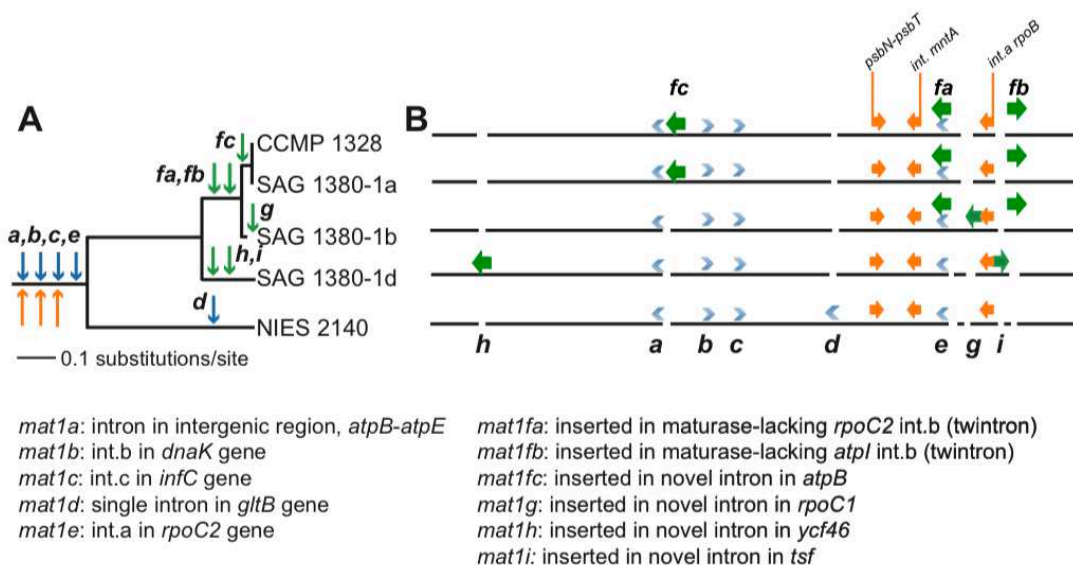 psbN-psbT
int. mntA
int.a rpoB
A
B
fc
fa
fb
fc
CCMP 1328
fa,fb
SAG 1380-1a
g
a,b,c,e
SAG 1380-1b
h,i
SAG 1380-1d
d
NIES 2140
0.1 substitutions/site
h
a
b
c
d
e
g
i
mat1a: intron in intergenic region, atpB-atpE
mat1b: int.b in dnaK gene
mat1c: int.c in infC gene
mat1d: single intron in gltB gene
mat1e: int.a in rpoC2 gene
mat1fa: inserted in maturase-lacking rpoC2 int.b (twintron)
mat1fb: inserted in maturase-lacking atpI int.b (twintron)
mat1fc: inserted in novel intron in atpB
mat1g: inserted in novel intron in rpoC1
mat1h: inserted in novel intron in ycf46
mat1i: inserted in novel intron in tsf